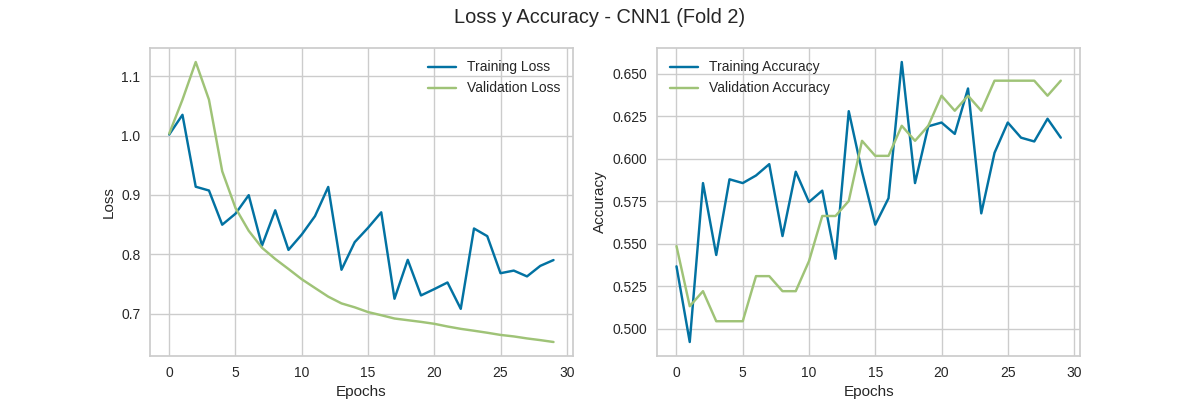 Loss y Accuracy - CNN1 (Fold 2)
Training Loss
Validation Loss
1.1
1.0
0.9
0.8
0.7
Loss
0 5 10 15 20 25 30
Epochs
Training Accuracy
Validation Accuracy
0.650
0.625
0.600
0.575
0.550
0.525
0.500
Accuracy
0 5 10 15 20 25 30
Epochs